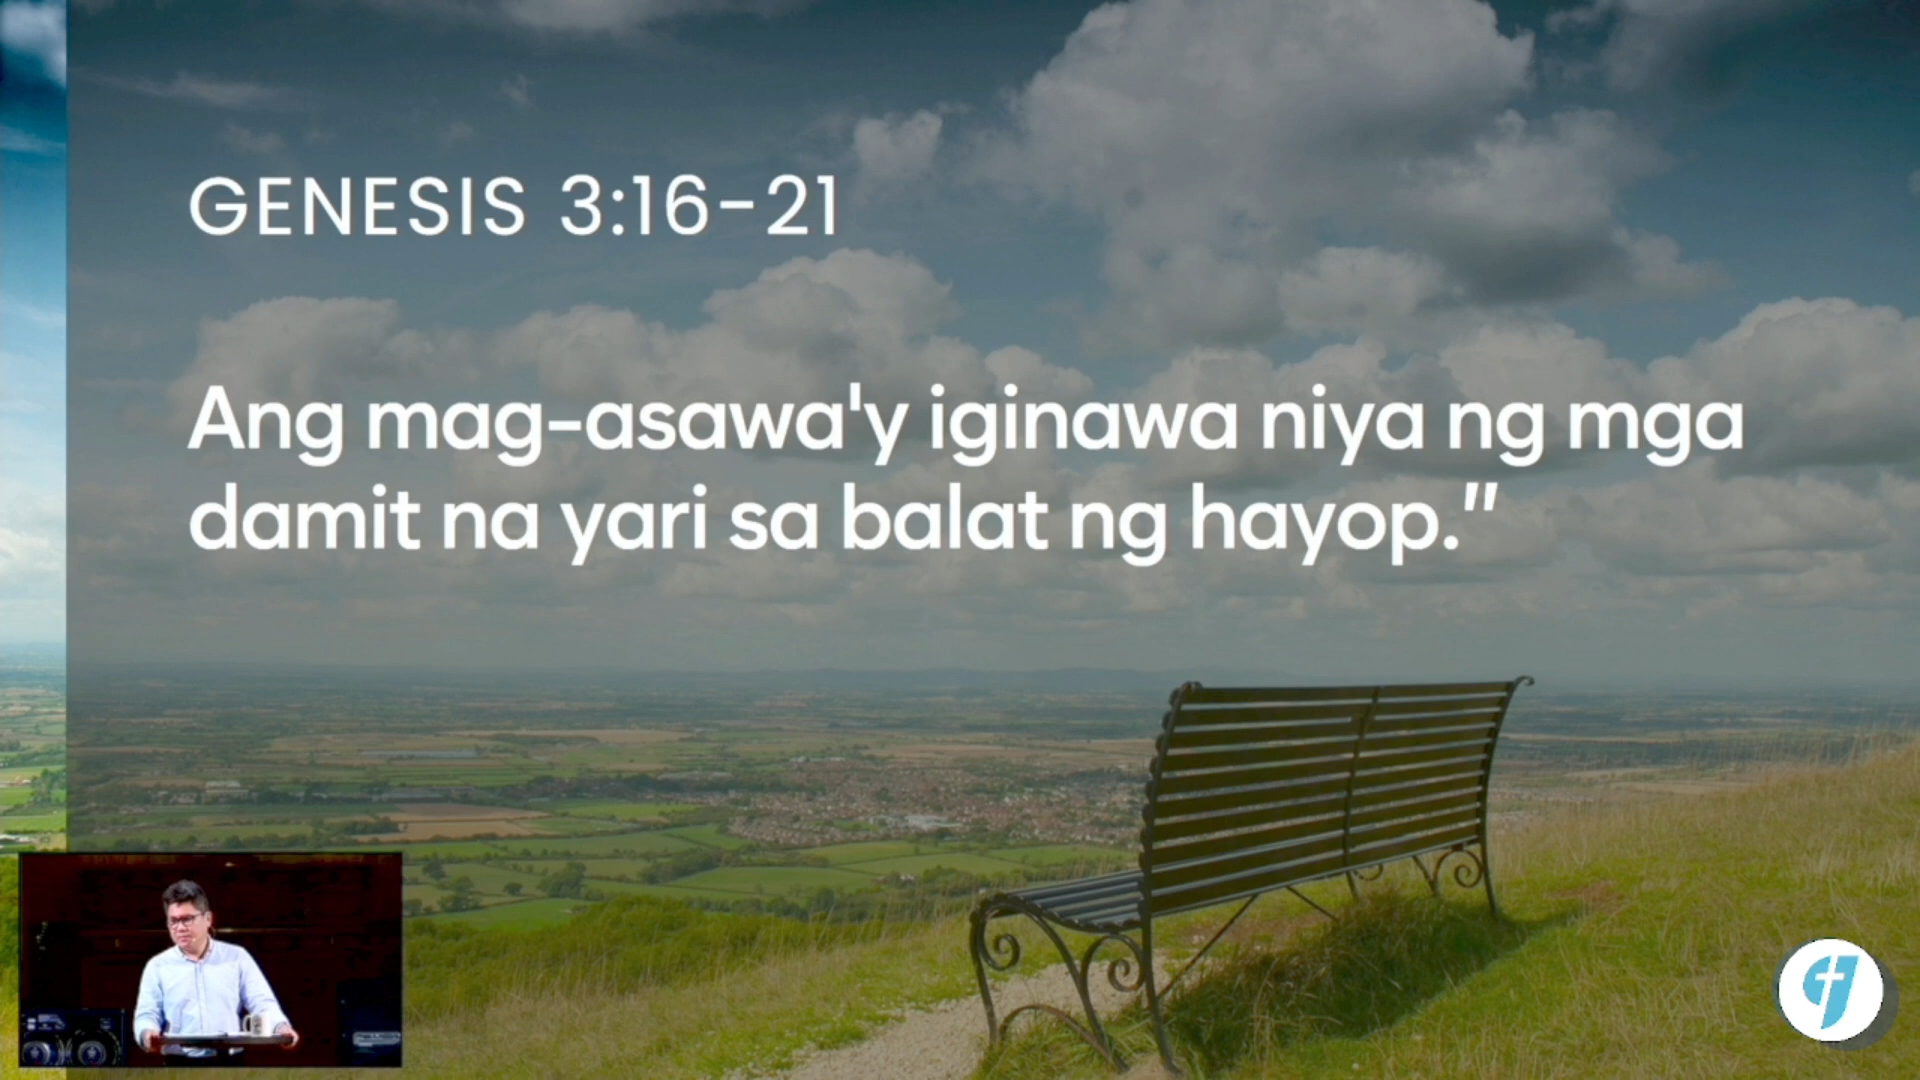 GENESIS 3:16-21
Ang mag-asawa'y iginawa niya ng mga
damit na yari sa balat ng hayop."